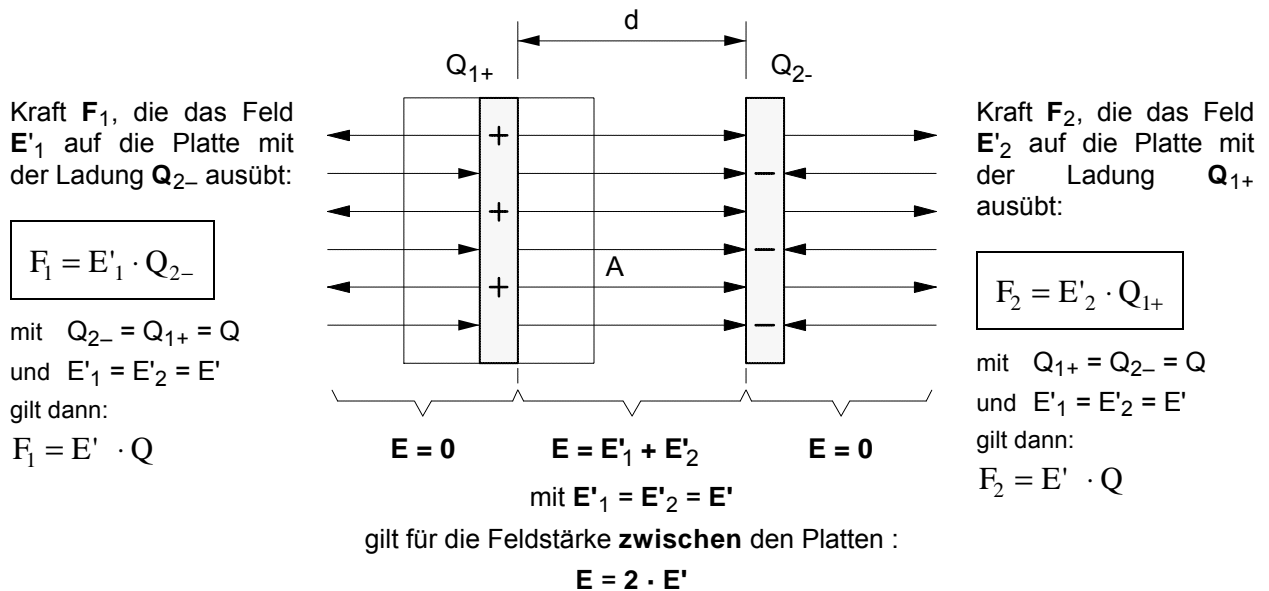 d
Q1+
Q2-
Kraft F1, die das Feld
E'1 auf die Platte mit
der Ladung Q2– ausübt:
F1 = E'1 · Q2–
mit Q2– = Q1+ = Q
und E'1 = E'2 = E'
gilt dann:
F1 = E' · Q
+
+
+
–
–
–
A
E = 0
E = E'1 + E'2
E = 0
mit E'1 = E'2 = E'
gilt für die Feldstärke zwischen den Platten :
E = 2 · E'
Kraft F2, die das Feld
E'2 auf die Platte mit
der Ladung Q1+
ausübt:
F2 = E'2 · Q1+
mit Q1+ = Q2– = Q
und E'1 = E'2 = E'
gilt dann:
F2 = E' · Q